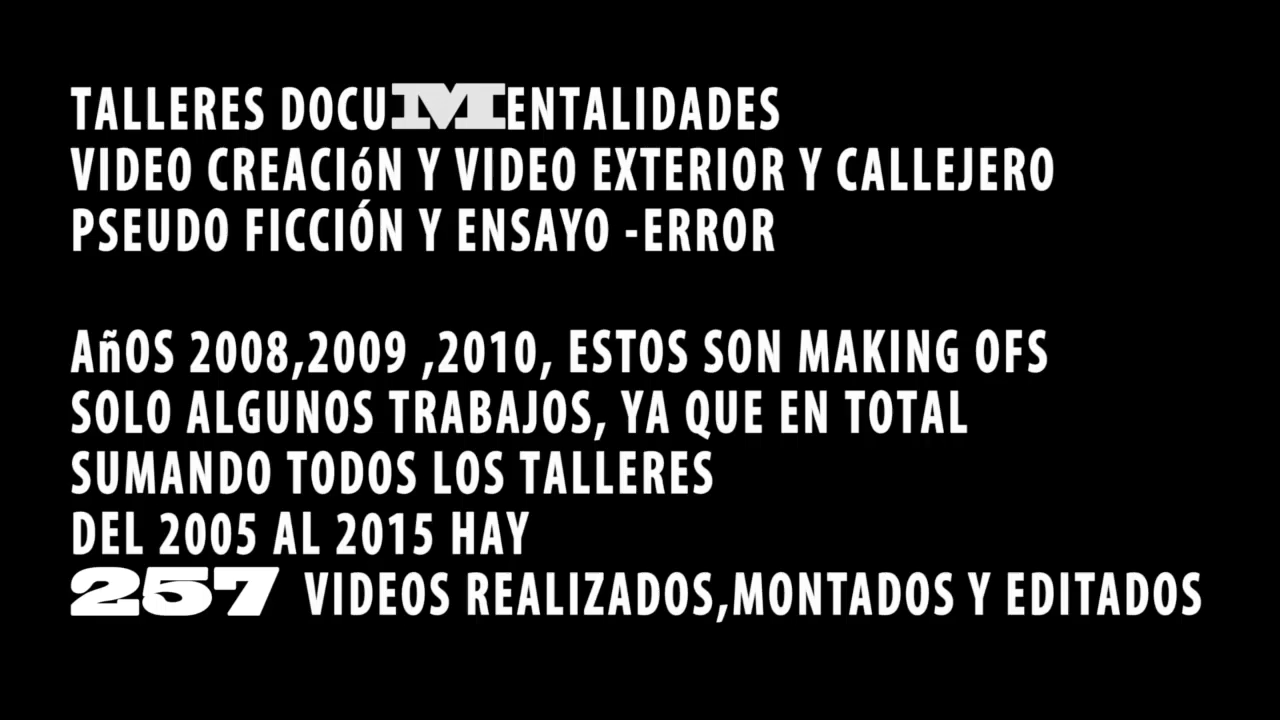 TALLERES DOCUMENTALIDADES
VIDEO CREACIóN Y VIDEO EXTERIOR Y CALLEJERO
PSEUDO FICCIÓN Y ENSAYO -ERROR
AñOS 2008,2009 ,2010, ESTOS SON MAKING OFS
SOLO ALGUNOS TRABAJOS, YA QUE EN TOTAL
SUMANDO TODOS LOS TALLERES
DEL 2005 AL 2015 HAY
257 VIDEOS REALIZADOS,MONTADOS Y EDITADOS